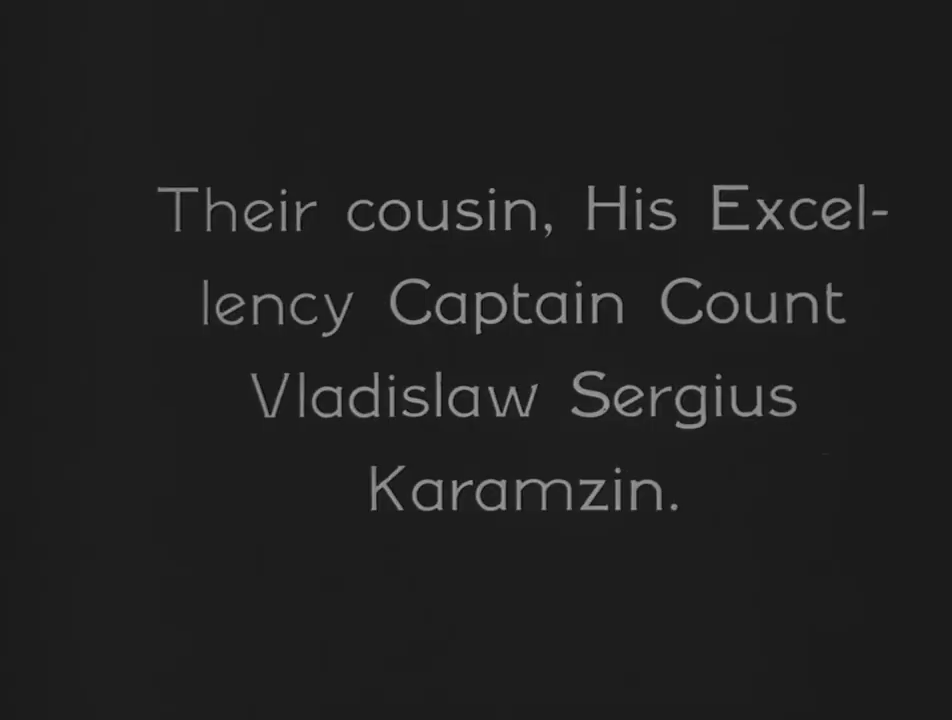 Their cousin, His Excel-
lency Captain Count
Vladislaw Sergius
Karamzin.